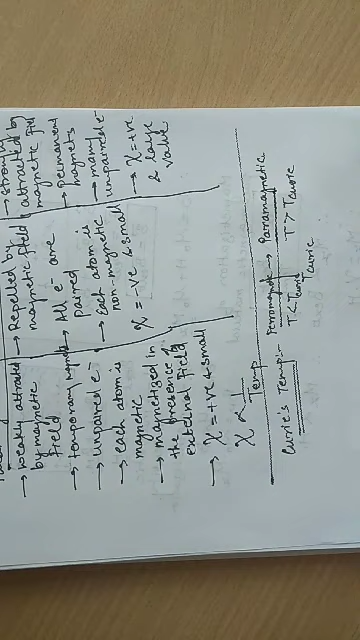 → weakly attracted
by magnetic
field
→ temporary magnets
→ unpaired e⁻
→ each atom is
magnetic
→ magnetized in
the presence of
external field
→ χ = +ve & small
χ ∝ 1/Temp
→ Repelled by
magnetic field
→ All e⁻ are
paired
→ Each atom is
non-magnetic
χ = -ve & small
→ strongly
attracted by
magnetic
→ permanent
magnets
→ many
unpaired e⁻
→ χ = +ve
& large
value
Curie's Temp:-
Ferromagnetic → Paramagnetic
T < Tcurie T > Tcurie
Tcurie